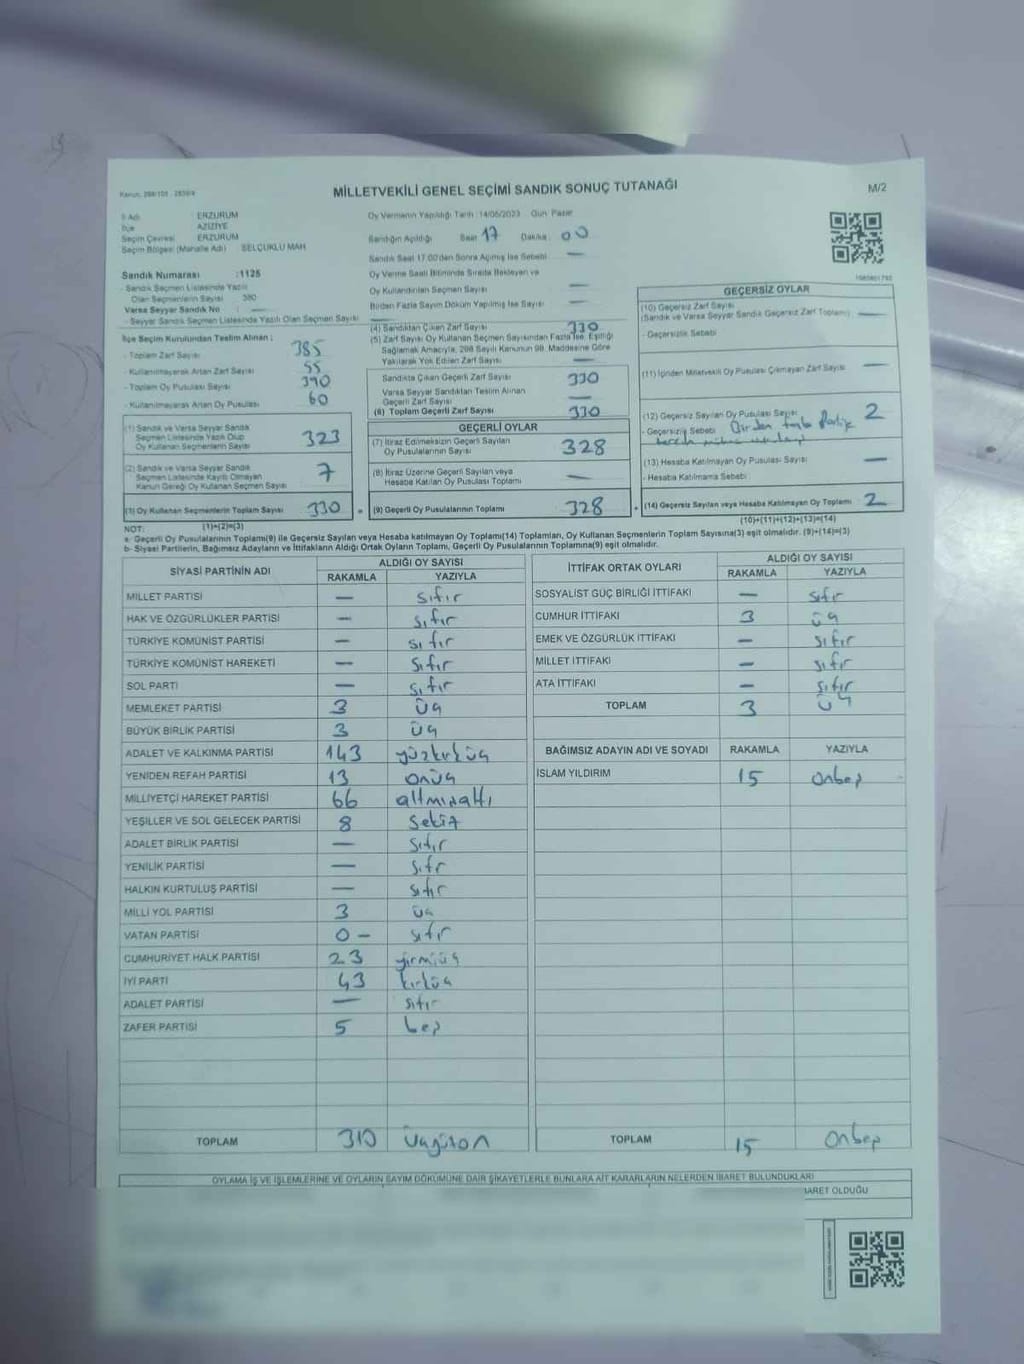 Kanun: 298/105 - 2839/4
MİLLETVEKİLİ GENEL SEÇİMİ SANDIK SONUÇ TUTANAĞI
M/2
İl Adı ERZURUM
İlçe AZİZİYE
Seçim Çevresi ERZURUM
Seçim Bölgesi (Mahalle Adı) SELÇUKLU MAH.
Oy Vermenin Yapıldığı Tarih :14/05/2023 Gün: Pazar
Sandığın Açıldığı Saat 17 Dakika 00
Sandık Saat 17:00'den Sonra Açılmış İse Sebebi —
Sandık Numarası :1125
- Sandık Seçmen Listesinde Yazılı
Olan Seçmenlerin Sayısı 380
Varsa Seyyar Sandık No : —
- Seyyar Sandık Seçmen Listesinde Yazılı Olan Seçmen Sayısı —
Oy Verme Saati Bitiminde Sırada Bekleyen ve
Oy Kullandırılan Seçmen Sayısı —
Birden Fazla Sayım Döküm Yapılmış İse Sayısı —
İlçe Seçim Kurulundan Teslim Alınan ;
- Toplam Zarf Sayısı 385
- Kullanılmayarak Artan Zarf Sayısı 55
- Toplam Oy Pusulası Sayısı 390
- Kullanılmayarak Artan Oy Pusulası 60
(1) Sandık ve Varsa Seyyar Sandık
Seçmen Listesinde Yazılı Olup
Oy Kullanan Seçmenlerin Sayısı 323
(2) Sandık ve Varsa Seyyar Sandık
Seçmen Listesinde Kayıtlı Olmayan
Kanun Gereği Oy Kullanan Seçmen Sayısı 7
(3) Oy Kullanan Seçmenlerin Toplam Sayısı 330
(1)+(2)=(3)
(4) Sandıktan Çıkan Zarf Sayısı 330
(5) Zarf Sayısı Oy Kullanan Seçmen Sayısından Fazla İse, Eşitliği
Sağlamak Amacıyla, 298 Sayılı Kanunun 98. Maddesine Göre
Yakılarak Yok Edilen Zarf Sayısı —
Sandıkta Çıkan Geçerli Zarf Sayısı 330
Varsa Seyyar Sandıktan Teslim Alınan
Geçerli Zarf Sayısı —
(6) Toplam Geçerli Zarf Sayısı 330
GEÇERLİ OYLAR
(7) İtiraz Edilmeksizin Geçerli Sayılan
Oy Pusulalarının Sayısı 328
(8) İtiraz Üzerine Geçerli Sayılan veya
Hesaba Katılan Oy Pusulası Toplamı —
= (9) Geçerli Oy Pusulalarının Toplamı 328
GEÇERSİZ OYLAR
(10) Geçersiz Zarf Sayısı
(Sandık ve Varsa Seyyar Sandık Geçersiz Zarf Toplamı) —
- Geçersizlik Sebebi
(11) İçinden Milletvekili Oy Pusulası Çıkmayan Zarf Sayısı —
(12) Geçersiz Sayılan Oy Pusulası Sayısı 2
- Geçersizlik Sebebi Birden fazla Partiye
(13) Hesaba Katılmayan Oy Pusulası Sayısı —
- Hesaba Katılmama Sebebi
+ (14) Geçersiz Sayılan veya Hesaba Katılmayan Oy Toplamı 2
(10)+(11)+(12)+(13)=(14)
NOT:
a- Geçerli Oy Pusulalarının Toplamı(9) ile Geçersiz Sayılan veya Hesaba katılmayan Oy Toplamı(14) Toplamları, Oy Kullanan Seçmenlerin Toplam Sayısına(3) eşit olmalıdır. (9)+(14)=(3)
b- Siyasi Partilerin, Bağımsız Adayların ve İttifakların Aldığı Ortak Oyların Toplamı, Geçerli Oy Pusulalarının Toplamına(9) eşit olmalıdır.
SİYASİ PARTİNİN ADI ALDIĞI OY SAYISI
RAKAMLA YAZIYLA
MİLLET PARTİSİ — sıfır
HAK VE ÖZGÜRLÜKLER PARTİSİ — sıfır
TÜRKİYE KOMÜNİST PARTİSİ — sıfır
TÜRKİYE KOMÜNİST HAREKETİ — sıfır
SOL PARTİ — sıfır
MEMLEKET PARTİSİ 3 üç
BÜYÜK BİRLİK PARTİSİ 3 üç
ADALET VE KALKINMA PARTİSİ 143 yüzkırküç
YENİDEN REFAH PARTİSİ 13 onüç
MİLLİYETÇİ HAREKET PARTİSİ 66 altmışaltı
YEŞİLLER VE SOL GELECEK PARTİSİ 8 sekiz
ADALET BİRLİK PARTİSİ — sıfır
YENİLİK PARTİSİ — sıfır
HALKIN KURTULUŞ PARTİSİ — sıfır
MİLLİ YOL PARTİSİ 3 üç
VATAN PARTİSİ 0 — sıfır
CUMHURİYET HALK PARTİSİ 23 yirmiüç
İYİ PARTİ 43 kırküç
ADALET PARTİSİ — sıfır
ZAFER PARTİSİ 5 beş
TOPLAM 310 üçyüzon
İTTİFAK ORTAK OYLARI ALDIĞI OY SAYISI
RAKAMLA YAZIYLA
SOSYALİST GÜÇ BİRLİĞİ İTTİFAKI — sıfır
CUMHUR İTTİFAKI 3 üç
EMEK VE ÖZGÜRLÜK İTTİFAKI — sıfır
MİLLET İTTİFAKI — sıfır
ATA İTTİFAKI — sıfır
TOPLAM 3 üç
BAĞIMSIZ ADAYIN ADI VE SOYADI RAKAMLA YAZIYLA
İSLAM YILDIRIM 15 onbeş
TOPLAM 15 onbeş
OYLAMA İŞ VE İŞLEMLERİNE VE OYLARIN SAYIM DÖKÜMÜNE DAİR ŞİKAYETLERLE BUNLARA AİT KARARLARIN NELERDEN İBARET BULUNDUKLARI
İBARET OLDUĞU